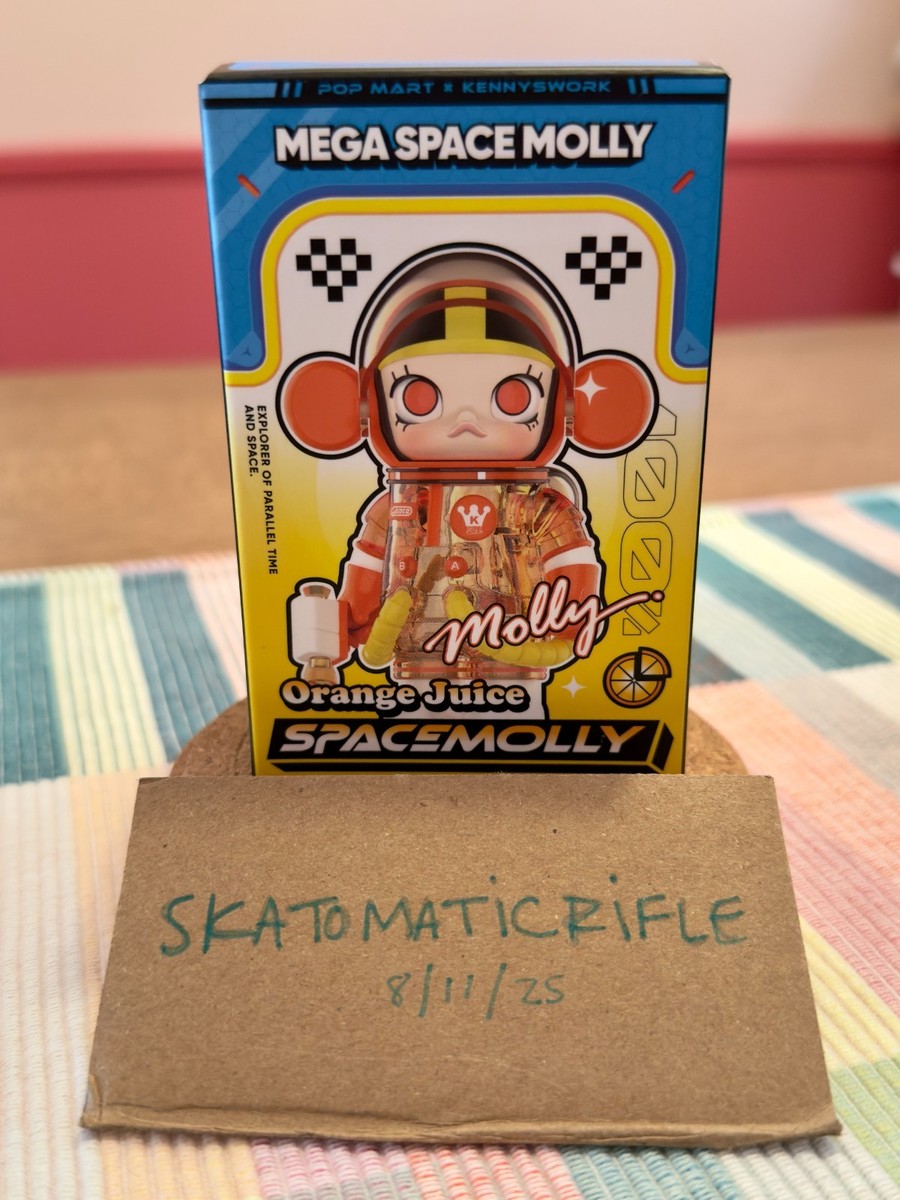 POP MART × KENNYSWORK
MEGA SPACE MOLLY
EXPLORER OF PARALLEL TIME
AND SPACE.
100%
K
B
A
Molly
Orange Juice
SPACEMOLLY
SKATOMATICRIFLE
8/11/25